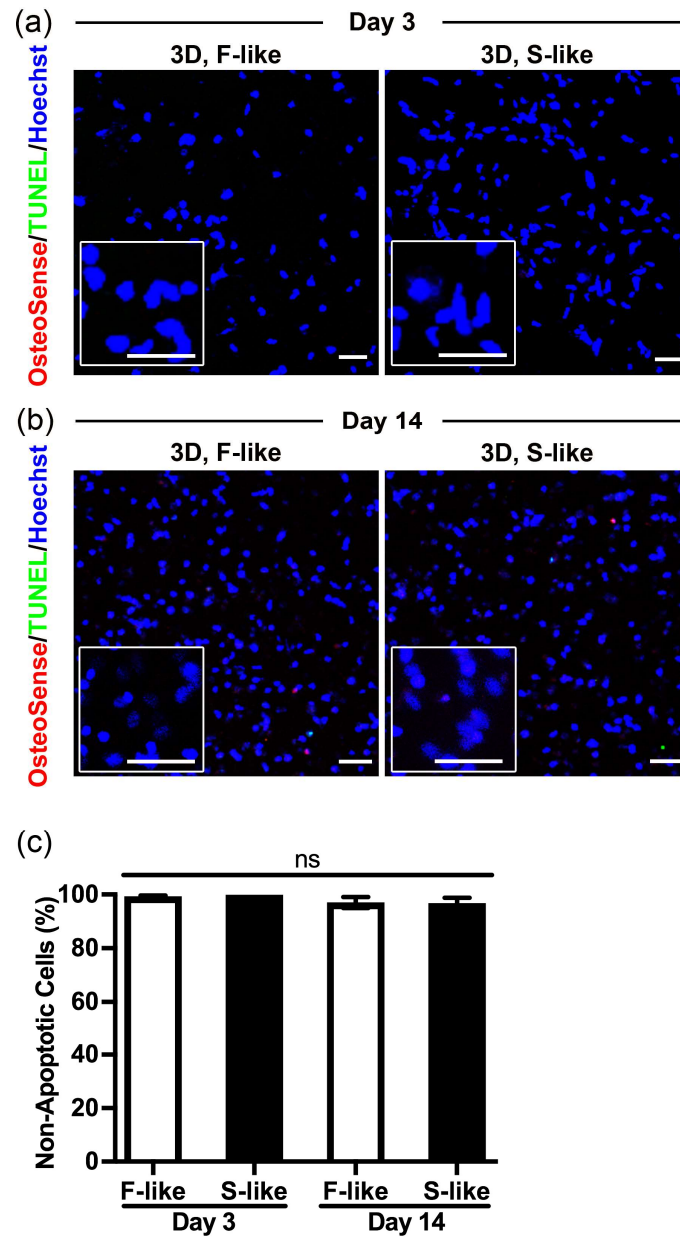 (a)
Day 3
3D, F-like 3D, S-like
OsteoSense/TUNEL/Hoechst
(b)
Day 14
3D, F-like 3D, S-like
OsteoSense/TUNEL/Hoechst
(c)
ns
Non-Apoptotic Cells (%)
100
80
60
40
20
0
F-like S-like F-like S-like
Day 3 Day 14